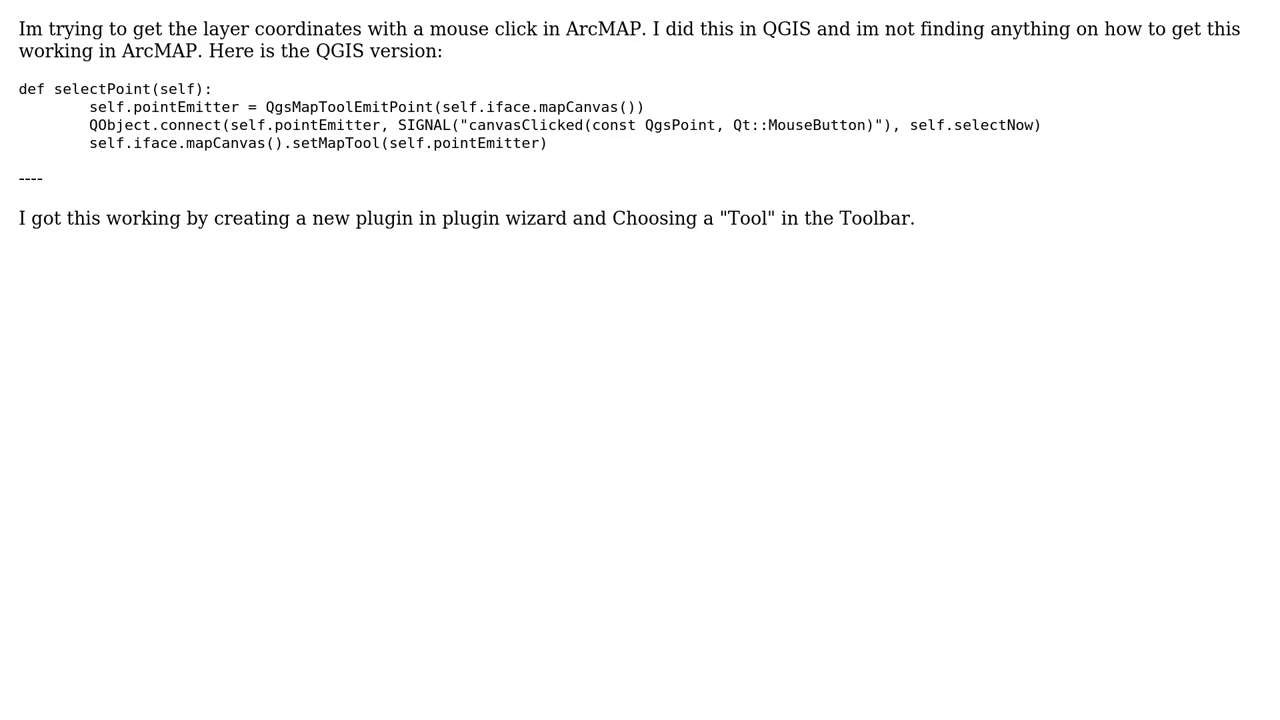 Im trying to get the layer coordinates with a mouse click in ArcMAP. I did this in QGIS and im not finding anything on how to get this
working in ArcMAP. Here is the QGIS version:
def selectPoint(self):
        self.pointEmitter = QgsMapToolEmitPoint(self.iface.mapCanvas())
        QObject.connect(self.pointEmitter, SIGNAL("canvasClicked(const QgsPoint, Qt::MouseButton)"), self.selectNow)
        self.iface.mapCanvas().setMapTool(self.pointEmitter)
----
I got this working by creating a new plugin in plugin wizard and Choosing a "Tool" in the Toolbar.